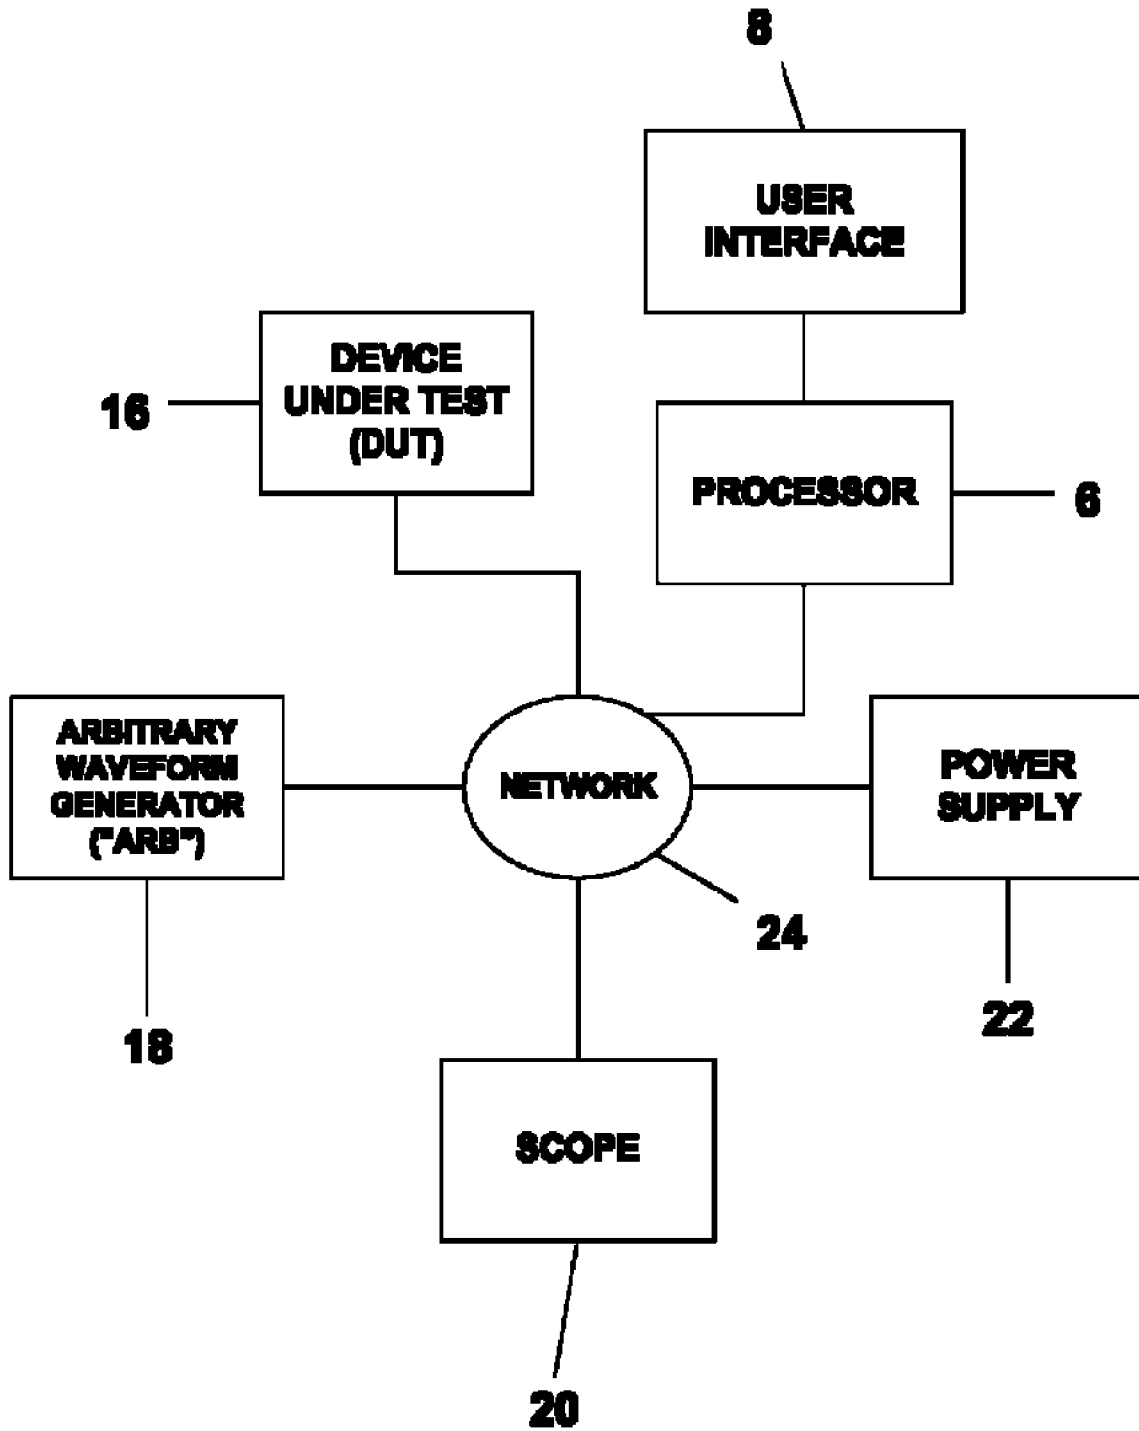 8
USER
INTERFACE
DEVICE
UNDER TEST
(DUT)
16
PROCESSOR
6
ARBITRARY
WAVEFORM
GENERATOR
("ARB")
NETWORK
POWER
SUPPLY
24
22
18
SCOPE
20